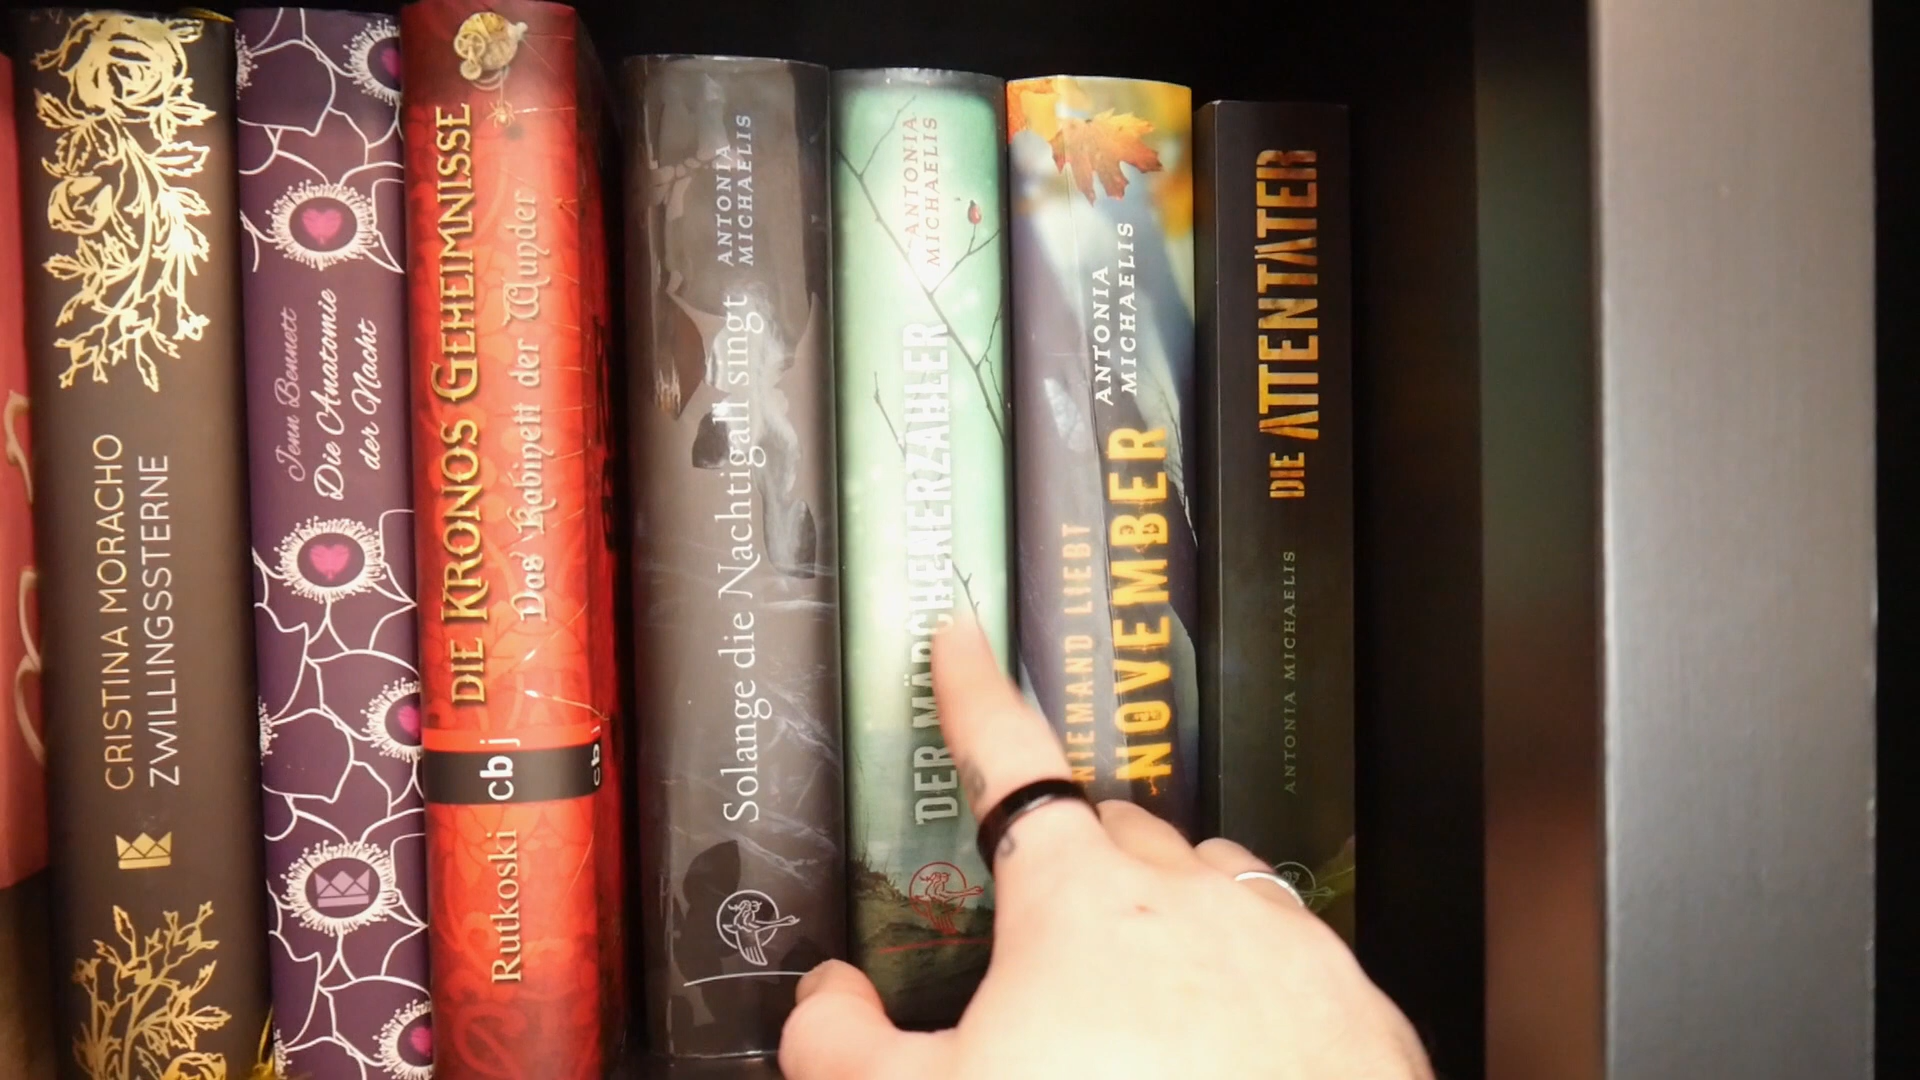 CRISTINA MORACHO
ZWILLINGSSTERNE
Jenn Bennett
Die Anatomie
der Nacht
DIE KRONOS GEHEIMNISSE
Das Kabinett der Wunder
cbj
cbj
Rutkoski
Solange die Nachtigall singt
ANTONIA
MICHAELIS
DER MÄRCHENERZÄHLER
ANTONIA
MICHAELIS
NIEMAND LIEBT
NOVEMBER
ANTONIA
MICHAELIS
DIE ATTENTÄTER
ANTONIA MICHAELIS